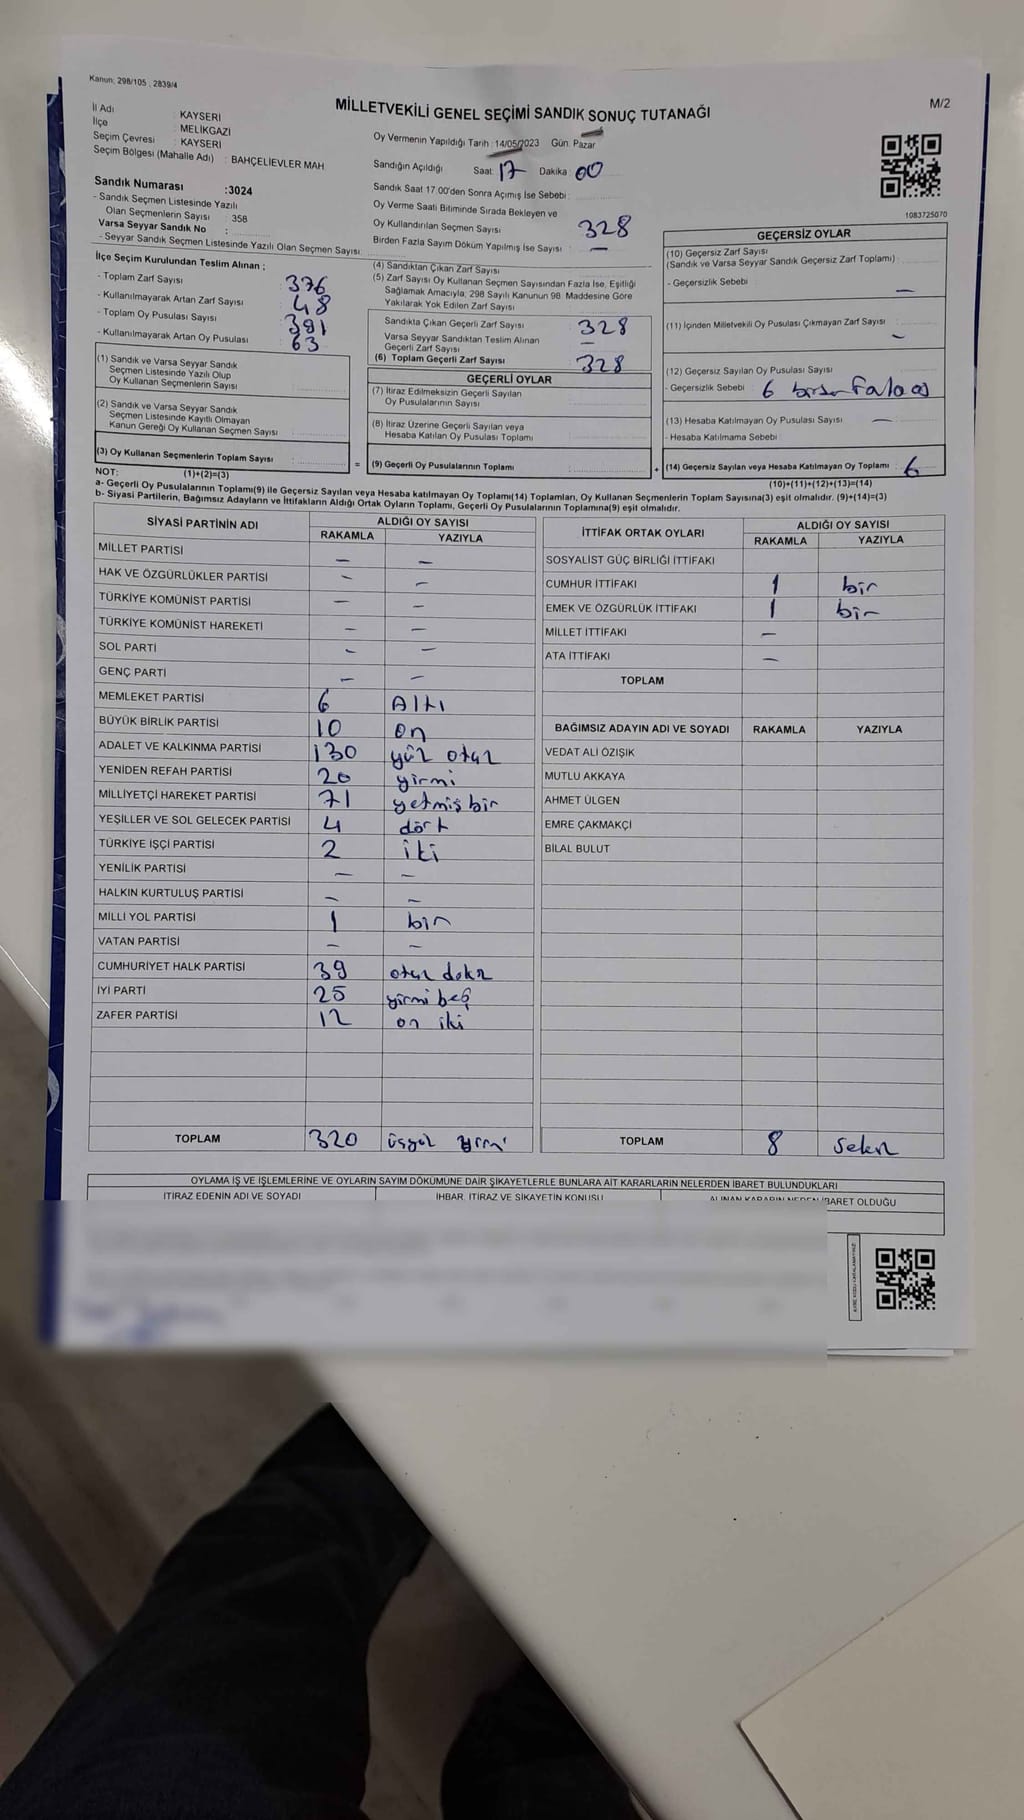 Kanun: 298/105 , 2839/4
MİLLETVEKİLİ GENEL SEÇİMİ SANDIK SONUÇ TUTANAĞI
M/2
İl Adı : KAYSERİ
İlçe : MELİKGAZİ
Seçim Çevresi : KAYSERİ
Seçim Bölgesi (Mahalle Adı) : BAHÇELİEVLER MAH
Sandık Numarası :3024
- Sandık Seçmen Listesinde Yazılı
Olan Seçmenlerin Sayısı : 358
Varsa Seyyar Sandık No :
- Seyyar Sandık Seçmen Listesinde Yazılı Olan Seçmen Sayısı:
İlçe Seçim Kurulundan Teslim Alınan ;
- Toplam Zarf Sayısı : 376
- Kullanılmayarak Artan Zarf Sayısı : 48
- Toplam Oy Pusulası Sayısı : 391
- Kullanılmayarak Artan Oy Pusulası : 63
(1) Sandık ve Varsa Seyyar Sandık
Seçmen Listesinde Yazılı Olup
Oy Kullanan Seçmenlerin Sayısı :
(2) Sandık ve Varsa Seyyar Sandık
Seçmen Listesinde Kayıtlı Olmayan
Kanun Gereği Oy Kullanan Seçmen Sayısı :
(3) Oy Kullanan Seçmenlerin Toplam Sayısı :
Oy Vermenin Yapıldığı Tarih : 14/05/2023 Gün: Pazar
Sandığın Açıldığı Saat: 17 Dakika : 00
Sandık Saat 17.00'den Sonra Açımış İse Sebebi :
Oy Verme Saati Bitiminde Sırada Bekleyen ve
Oy Kullandırılan Seçmen Sayısı : 328
Birden Fazla Sayım Döküm Yapılmış İse Sayısı : —
(4) Sandıktan Çıkan Zarf Sayısı
(5) Zarf Sayısı Oy Kullanan Seçmen Sayısından Fazla İse, Eşitliği
Sağlamak Amacıyla, 298 Sayılı Kanunun 98. Maddesine Göre
Yakılarak Yok Edilen Zarf Sayısı :
Sandıkta Çıkan Geçerli Zarf Sayısı : 328
Varsa Seyyar Sandıktan Teslim Alınan
Geçerli Zarf Sayısı : —
(6) Toplam Geçerli Zarf Sayısı : 328
GEÇERLİ OYLAR
(7) İtiraz Edilmeksizin Geçerli Sayılan
Oy Pusulalarının Sayısı :
(8) İtiraz Üzerine Geçerli Sayılan veya
Hesaba Katılan Oy Pusulası Toplamı :
= (9) Geçerli Oy Pusulalarının Toplamı :
1083725070
GEÇERSİZ OYLAR
(10) Geçersiz Zarf Sayısı
(Sandık ve Varsa Seyyar Sandık Geçersiz Zarf Toplamı) :
- Geçersizlik Sebebi : —
(11) İçinden Milletvekili Oy Pusulası Çıkmayan Zarf Sayısı : —
(12) Geçersiz Sayılan Oy Pusulası Sayısı :
- Geçersizlik Sebebi : 6
(13) Hesaba Katılmayan Oy Pusulası Sayısı : —
- Hesaba Katılmama Sebebi :
+ (14) Geçersiz Sayılan veya Hesaba Katılmayan Oy Toplamı : 6
NOT: (1)+(2)=(3) (10)+(11)+(12)+(13)=(14)
a- Geçerli Oy Pusulalarının Toplamı(9) ile Geçersiz Sayılan veya Hesaba katılmayan Oy Toplamı(14) Toplamları, Oy Kullanan Seçmenlerin Toplam Sayısına(3) eşit olmalıdır. (9)+(14)=(3)
b- Siyasi Partilerin, Bağımsız Adayların ve İttifakların Aldığı Ortak Oyların Toplamı, Geçerli Oy Pusulalarının Toplamına(9) eşit olmalıdır.
SİYASİ PARTİNİN ADI ALDIĞI OY SAYISI
RAKAMLA YAZIYLA
MİLLET PARTİSİ — —
HAK VE ÖZGÜRLÜKLER PARTİSİ — —
TÜRKİYE KOMÜNİST PARTİSİ — —
TÜRKİYE KOMÜNİST HAREKETİ — —
SOL PARTİ — —
GENÇ PARTİ — —
MEMLEKET PARTİSİ 6 Altı
BÜYÜK BİRLİK PARTİSİ 10 on
ADALET VE KALKINMA PARTİSİ 130 yüz otuz
YENİDEN REFAH PARTİSİ 20 yirmi
MİLLİYETÇİ HAREKET PARTİSİ 71 yetmiş bir
YEŞİLLER VE SOL GELECEK PARTİSİ 4 dört
TÜRKİYE İŞÇİ PARTİSİ 2 iki
YENİLİK PARTİSİ — —
HALKIN KURTULUŞ PARTİSİ — —
MİLLİ YOL PARTİSİ 1 bir
VATAN PARTİSİ — —
CUMHURİYET HALK PARTİSİ 39 otuz dokuz
İYİ PARTİ 25 yirmi beş
ZAFER PARTİSİ 12 on iki
TOPLAM 320 üçyüz yirmi
İTTİFAK ORTAK OYLARI ALDIĞI OY SAYISI
RAKAMLA YAZIYLA
SOSYALİST GÜÇ BİRLİĞİ İTTİFAKI
CUMHUR İTTİFAKI 1 bir
EMEK VE ÖZGÜRLÜK İTTİFAKI 1 bir
MİLLET İTTİFAKI —
ATA İTTİFAKI —
TOPLAM
BAĞIMSIZ ADAYIN ADI VE SOYADI RAKAMLA YAZIYLA
VEDAT ALİ ÖZIŞIK
MUTLU AKKAYA
AHMET ÜLGEN
EMRE ÇAKMAKÇİ
BİLAL BULUT
TOPLAM 8 sekiz
OYLAMA İŞ VE İŞLEMLERİNE VE OYLARIN SAYIM DÖKÜMÜNE DAİR ŞİKAYETLERLE BUNLARA AİT KARARLARIN NELERDEN İBARET BULUNDUKLARI
İTİRAZ EDENİN ADI VE SOYADI İHBAR, İTİRAZ VE ŞİKAYETİN KONUSU ALINAN KARARIN NEDEN İBARET OLDUĞU